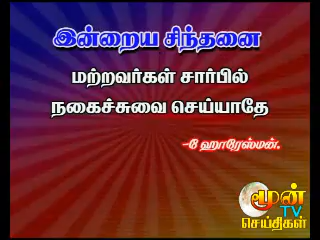 இன்றைய சிந்தனை
மற்றவர்கள் சார்பில்
நகைச்சுவை செய்யாதே
-டீ ஹாரேஸ்மன்.
மூன்
TV
செய்திகள்